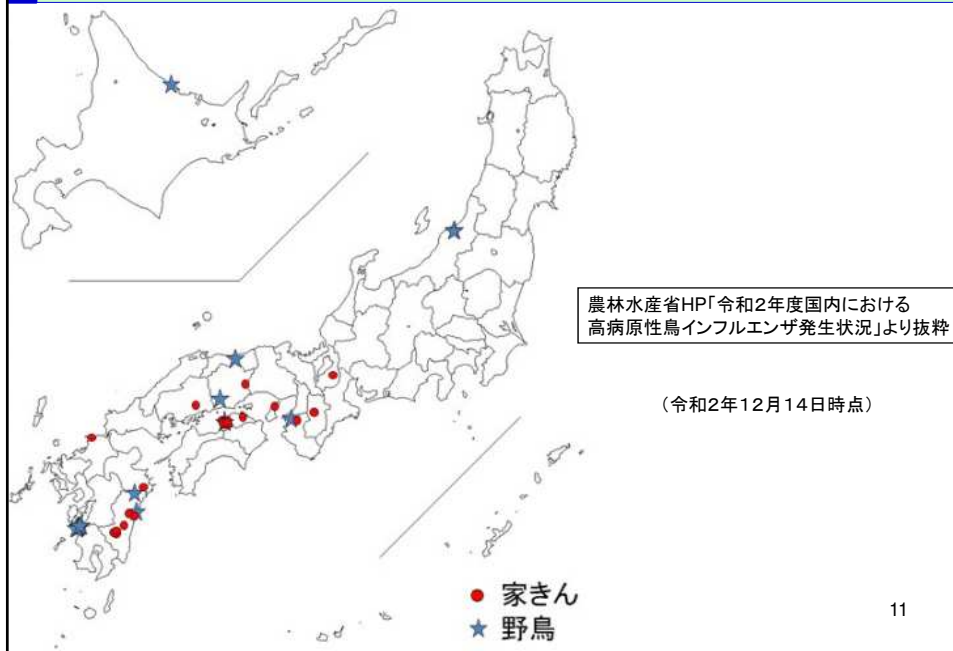 農林水産省HP「令和2年度国内における
高病原性鳥インフルエンザ発生状況」より抜粋
（令和2年12月14日時点）
家きん
野鳥
11